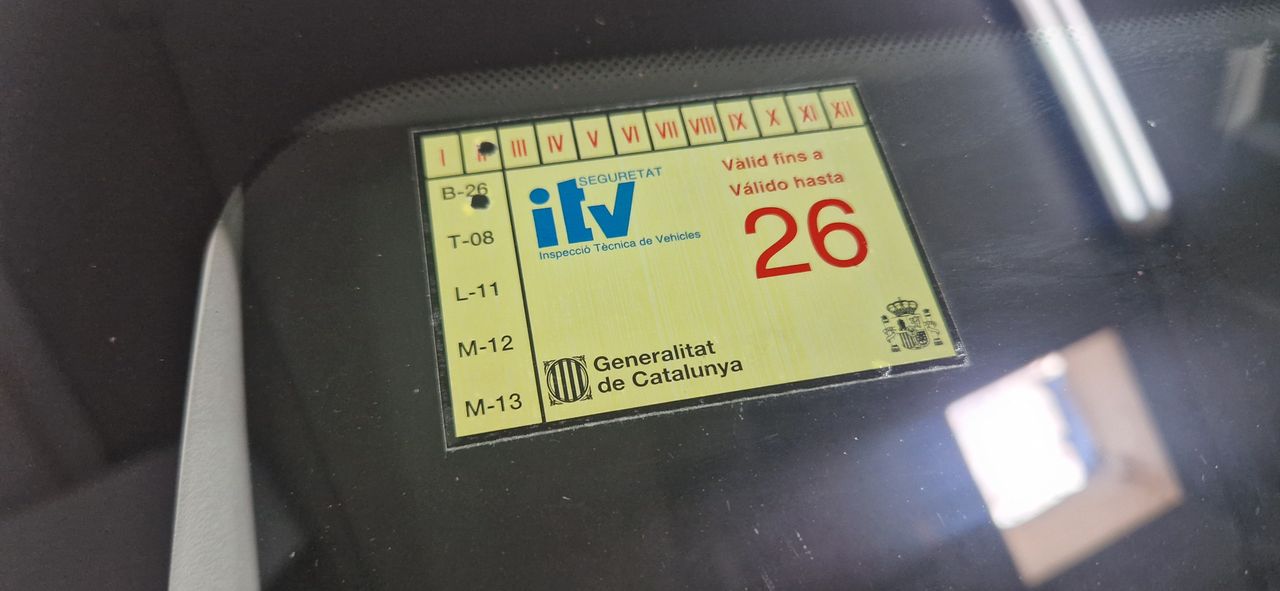 I II III IV V VI VII VIII IX X XI XII
B-26
T-08
L-11
M-12
M-13
SEGURETAT
itv
Inspecció Tècnica de Vehicles
Vàlid fins a
Válido hasta
26
Generalitat
de Catalunya